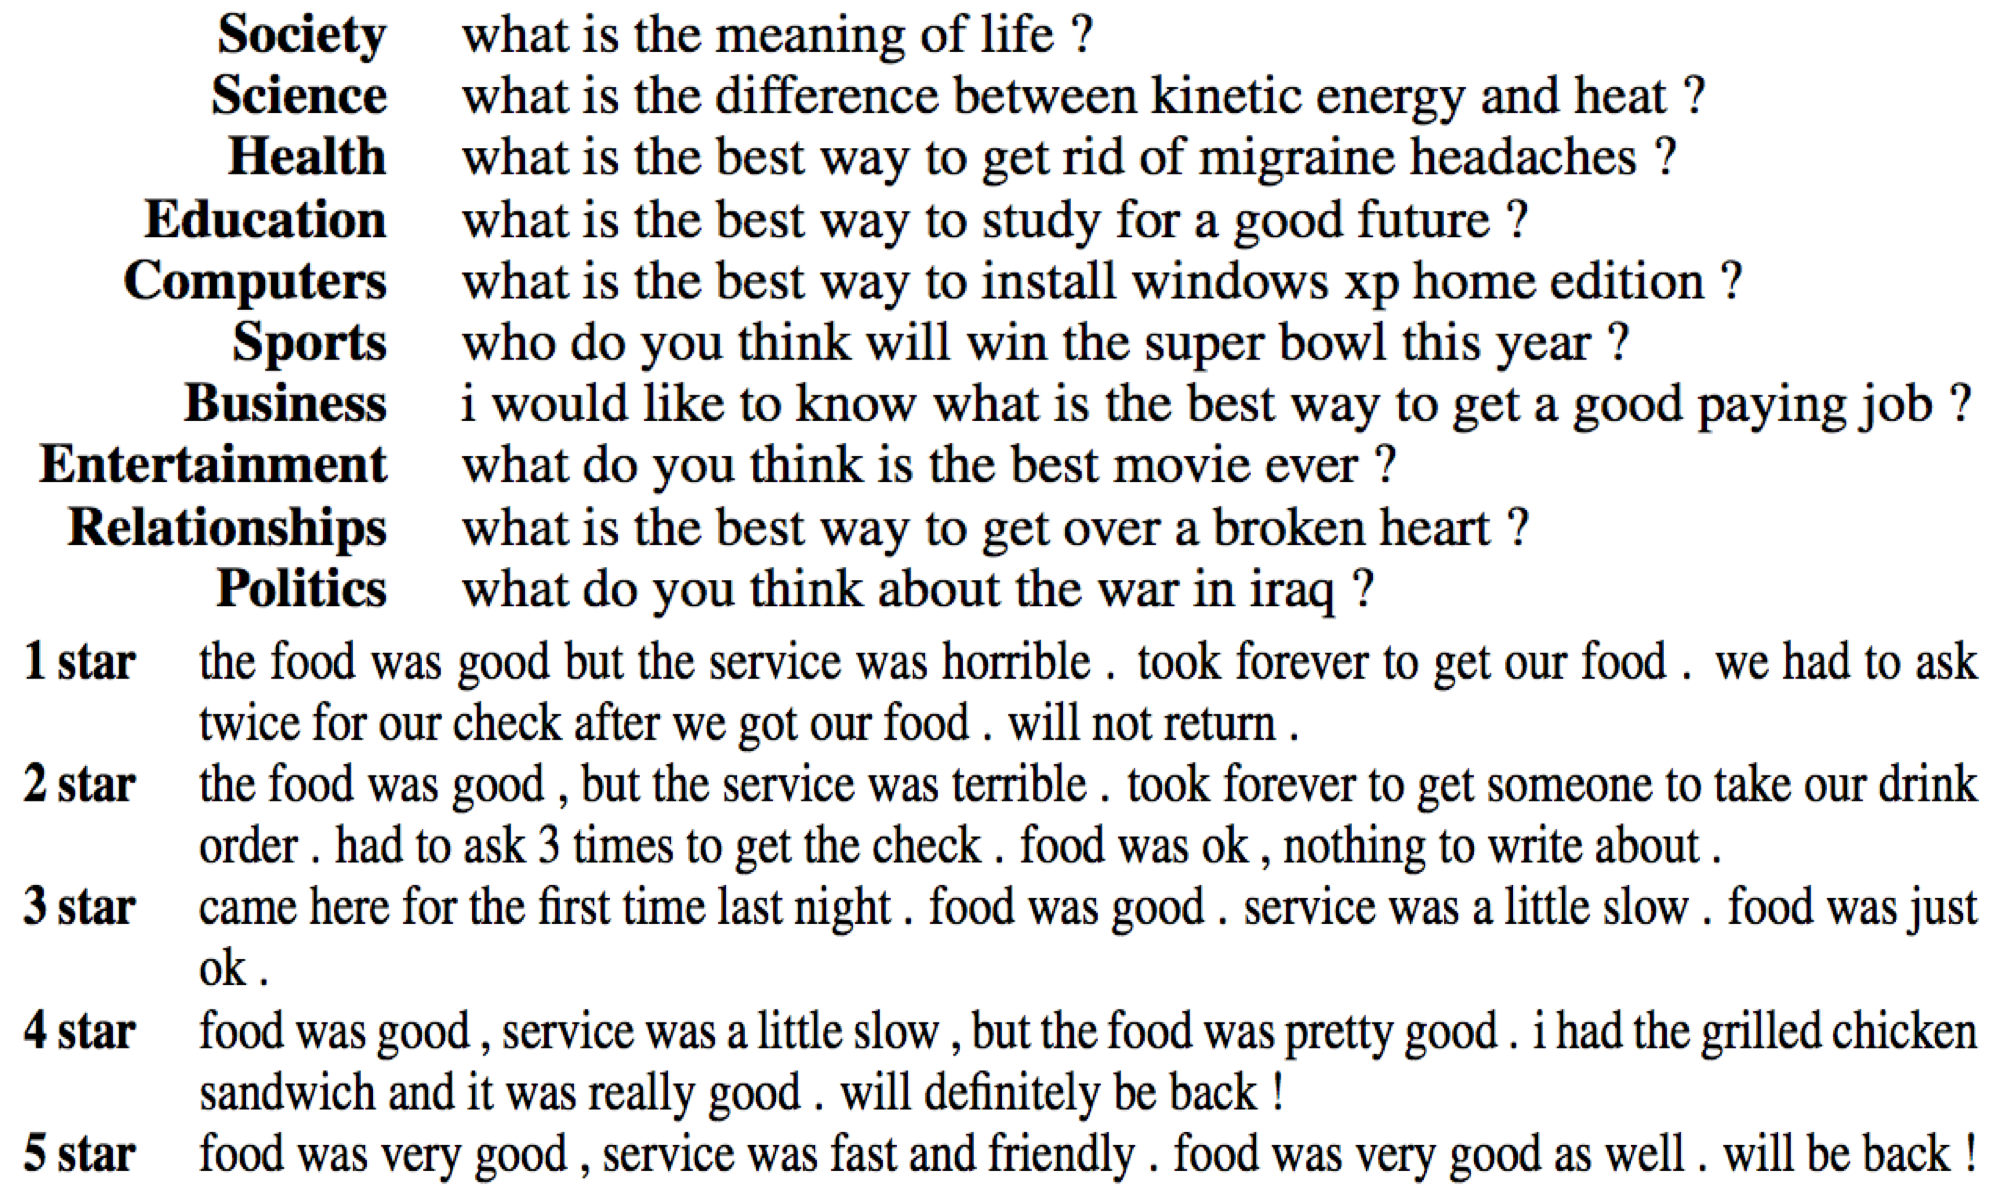 Society what is the meaning of life ?
Science what is the difference between kinetic energy and heat ?
Health what is the best way to get rid of migraine headaches ?
Education what is the best way to study for a good future ?
Computers what is the best way to install windows xp home edition ?
Sports who do you think will win the super bowl this year ?
Business i would like to know what is the best way to get a good paying job ?
Entertainment what do you think is the best movie ever ?
Relationships what is the best way to get over a broken heart ?
Politics what do you think about the war in iraq ?
1 star the food was good but the service was horrible . took forever to get our food . we had to ask
twice for our check after we got our food . will not return .
2 star the food was good , but the service was terrible . took forever to get someone to take our drink
order . had to ask 3 times to get the check . food was ok , nothing to write about .
3 star came here for the first time last night . food was good . service was a little slow . food was just
ok .
4 star food was good , service was a little slow , but the food was pretty good . i had the grilled chicken
sandwich and it was really good . will definitely be back !
5 star food was very good , service was fast and friendly . food was very good as well . will be back !